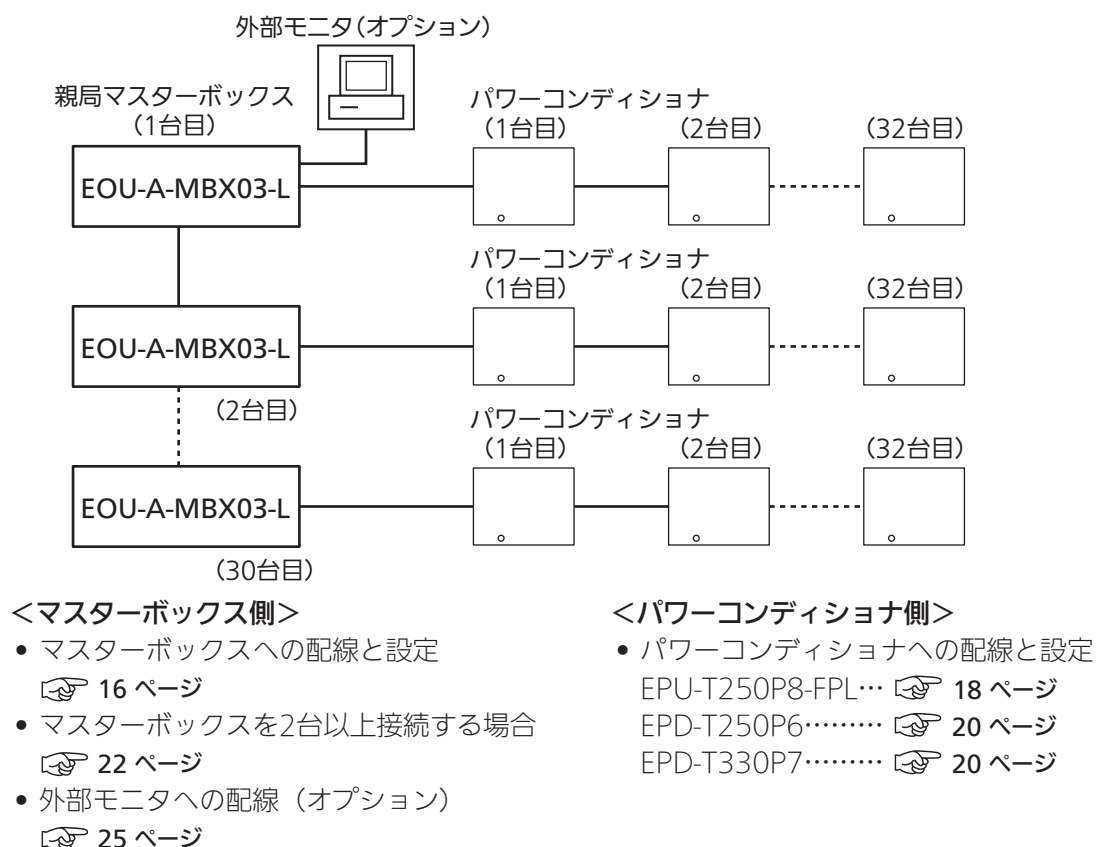 外部モニタ(オプション)
親局マスターボックス
(1台目)
パワーコンディショナ
(1台目)
(2台目)
(32台目)
EOU-A-MBX03-L
パワーコンディショナ
(1台目)
(2台目)
(32台目)
EOU-A-MBX03-L
(2台目)
パワーコンディショナ
(1台目)
(2台目)
(32台目)
EOU-A-MBX03-L
(30台目)
<マスターボックス側>
• マスターボックスへの配線と設定
☞ 16 ページ
• マスターボックスを2台以上接続する場合
☞ 22 ページ
• 外部モニタへの配線(オプション)
☞ 25 ページ
<パワーコンディショナ側>
• パワーコンディショナへの配線と設定
EPU-T250P8-FPL… ☞ 18 ページ
EPD-T250P6……… ☞ 20 ページ
EPD-T330P7……… ☞ 20 ページ